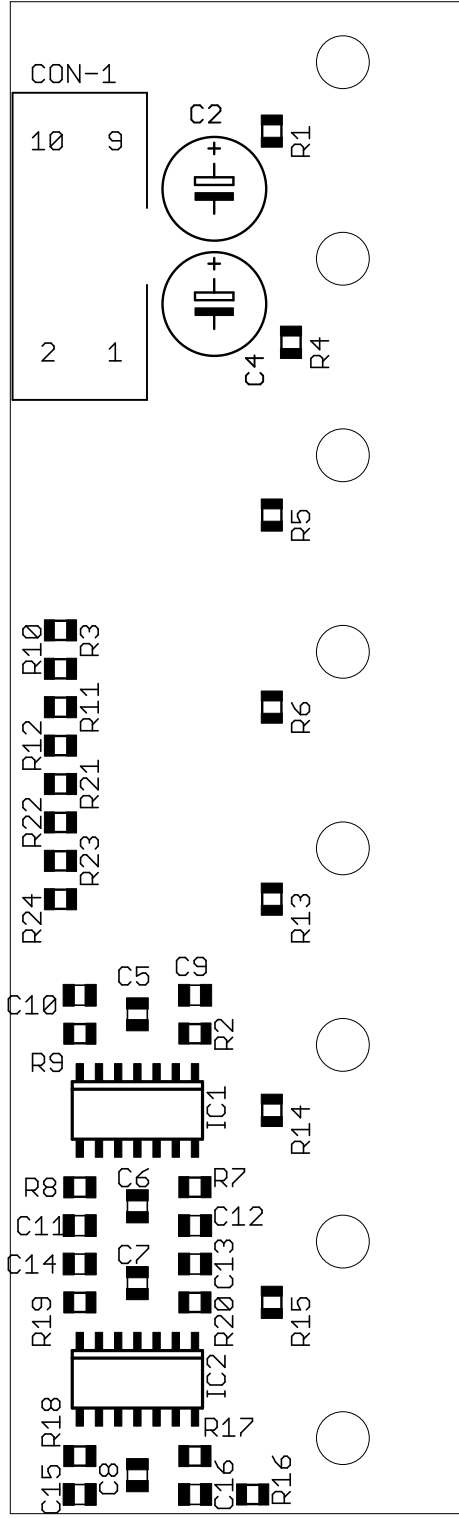 CON-1
C2
10 9
R1
+
+
2 1
C4
R4
R5
R10
R3
R11
R12
R6
R21
R22
R23
R24
R13
C5
C9
C10
R2
R9
IC1
R14
R8
C6
R7
C11
C12
C14
C7
C13
R19
R20
R15
IC2
R18
R17
C15
C8
C16
R16